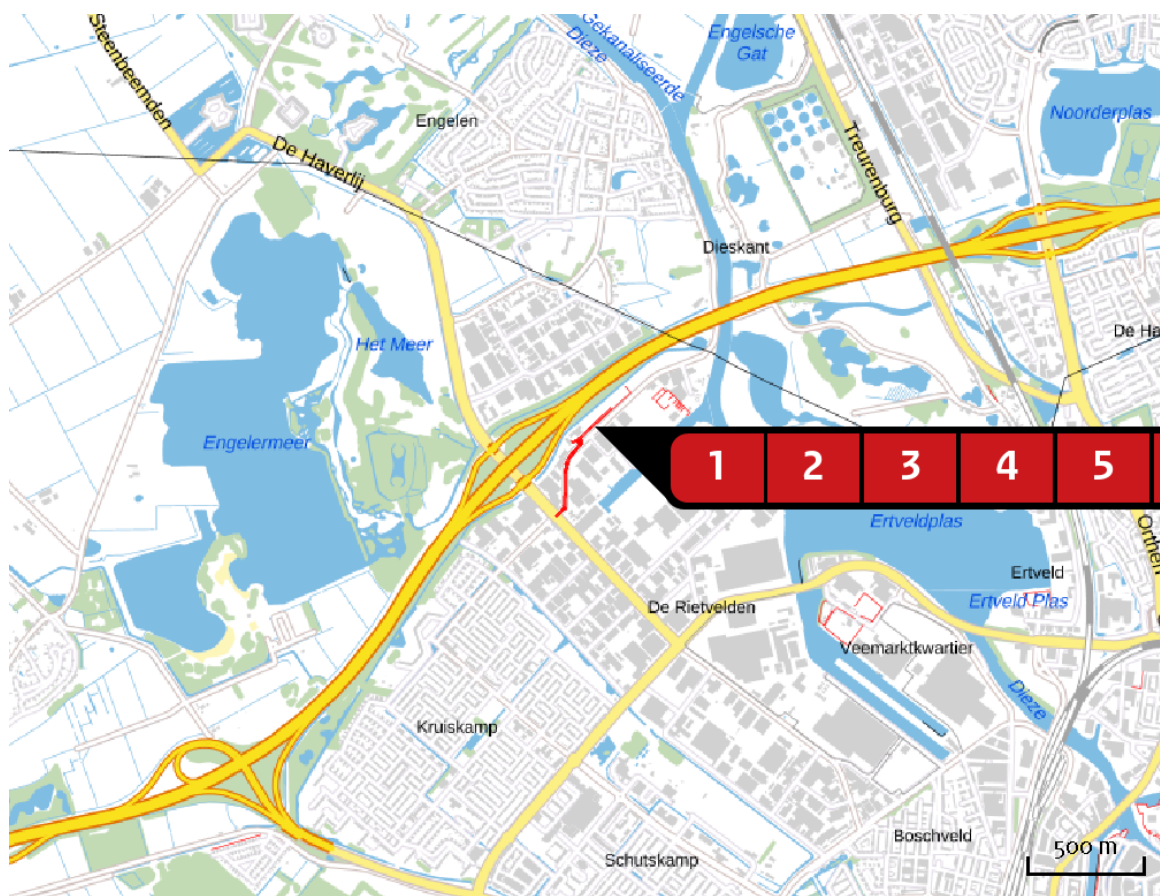 Steenbeemden
Gekanaliseerde
Dieze
Engelsche
Gat
Noorderplas
Engelen
De Haverlij
Treurenburg
Dieskant
De Ha
Het Meer
Engelermeer
1 2 3 4 5
Ertveldplas
Orthen
Ertveld
Ertveld Plas
De Rietvelden
Veemarktkwartier
Dieze
Kruiskamp
Boschveld
Schutskamp
500 m